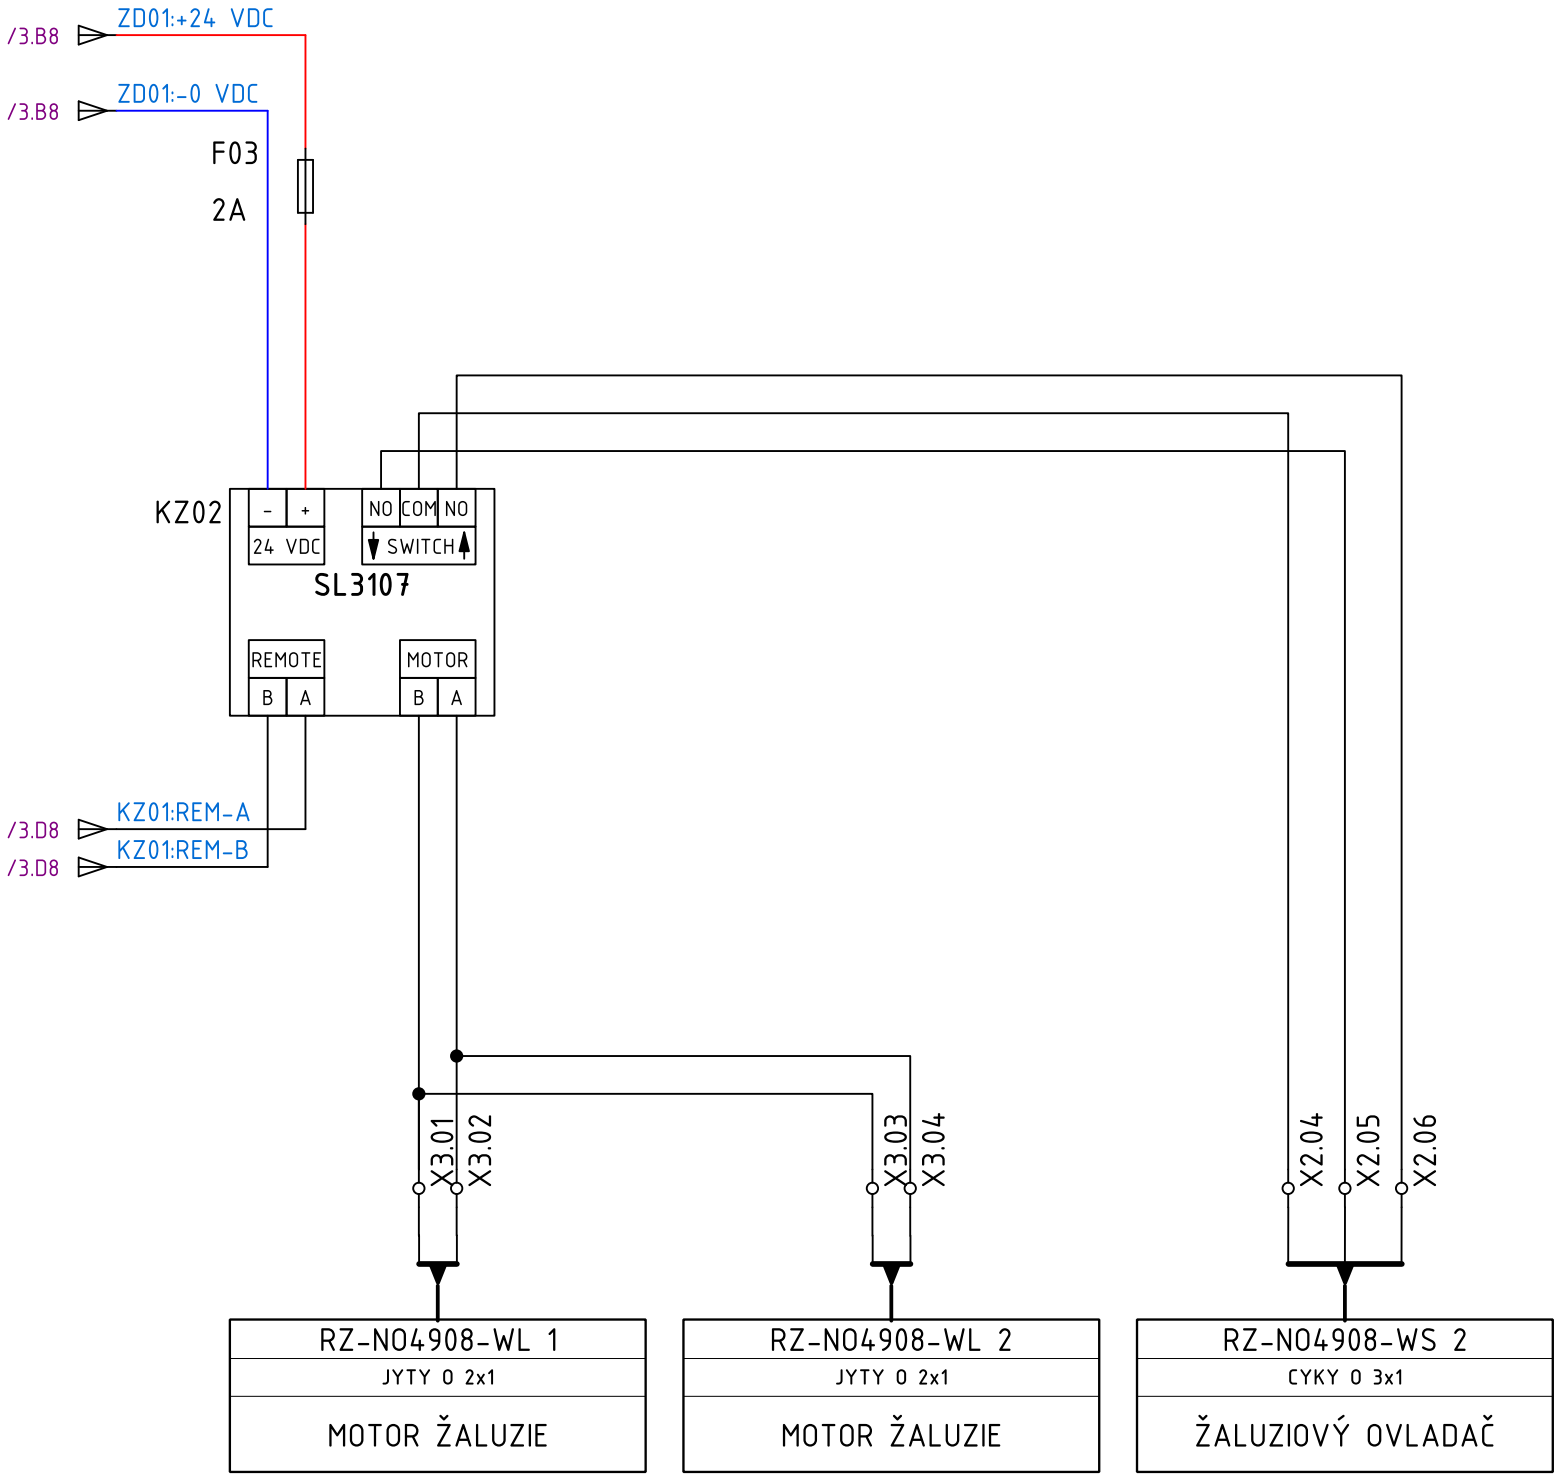 ZD01:+24 VDC
/3.B8
ZD01:-0 VDC
/3.B8
F03
2A
KZ02
- + NO COM NO
24 VDC SWITCH
SL3107
REMOTE MOTOR
B A B A
KZ01:REM-A
/3.D8
KZ01:REM-B
/3.D8
X3.01 X3.02 X3.03 X3.04 X2.04 X2.05 X2.06
RZ-NO4908-WL 1
JYTY O 2x1
MOTOR ŽALUZIE
RZ-NO4908-WL 2
JYTY O 2x1
MOTOR ŽALUZIE
RZ-NO4908-WS 2
CYKY O 3x1
ŽALUZIOVÝ OVLADAČ